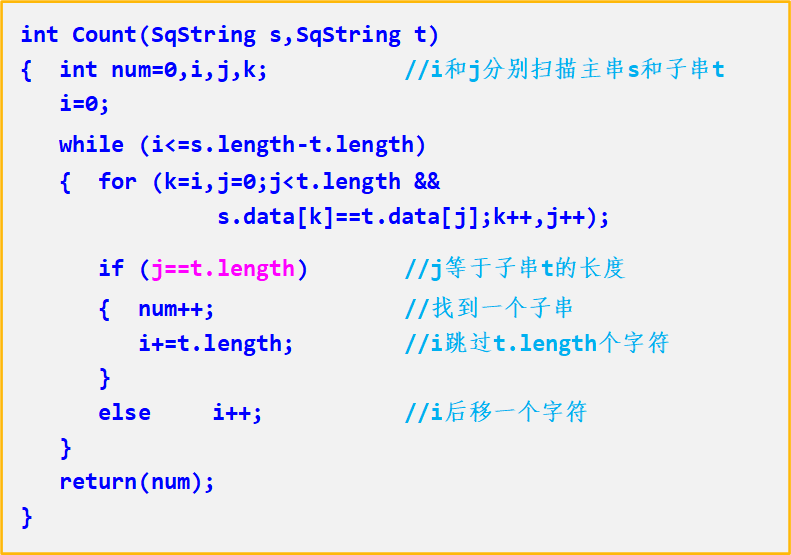 int Count(SqString s,SqString t)
{ int num=0,i,j,k; //i和j分别扫描主串s和子串t
i=0;
while (i<=s.length-t.length)
{ for (k=i,j=0;j<t.length &&
s.data[k]==t.data[j];k++,j++);
if (j==t.length) //j等于子串t的长度
{ num++; //找到一个子串
i+=t.length; //i跳过t.length个字符
}
else i++; //i后移一个字符
}
return(num);
}